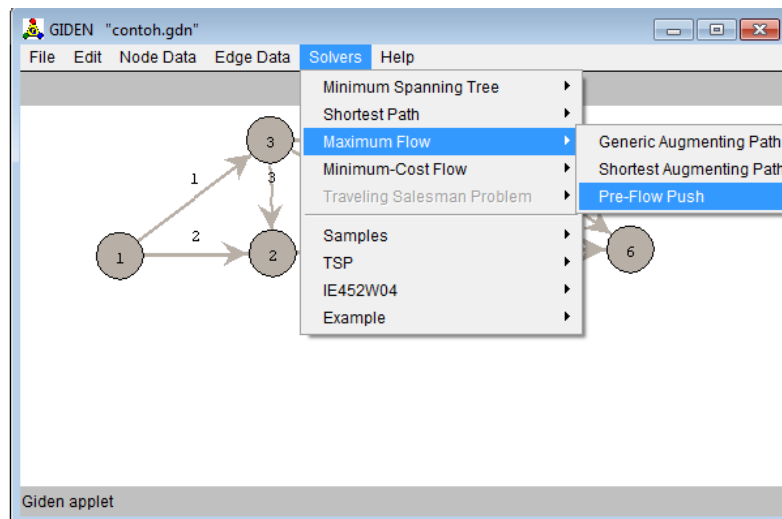 GIDEN "contoh.gdn"
File Edit Node Data Edge Data Solvers Help
Minimum Spanning Tree
Shortest Path
Maximum Flow
Minimum-Cost Flow
Traveling Salesman Problem
Samples
TSP
IE452W04
Example
Generic Augmenting Path
Shortest Augmenting Path
Pre-Flow Push
3
1
3
2
1
2
6
Giden applet